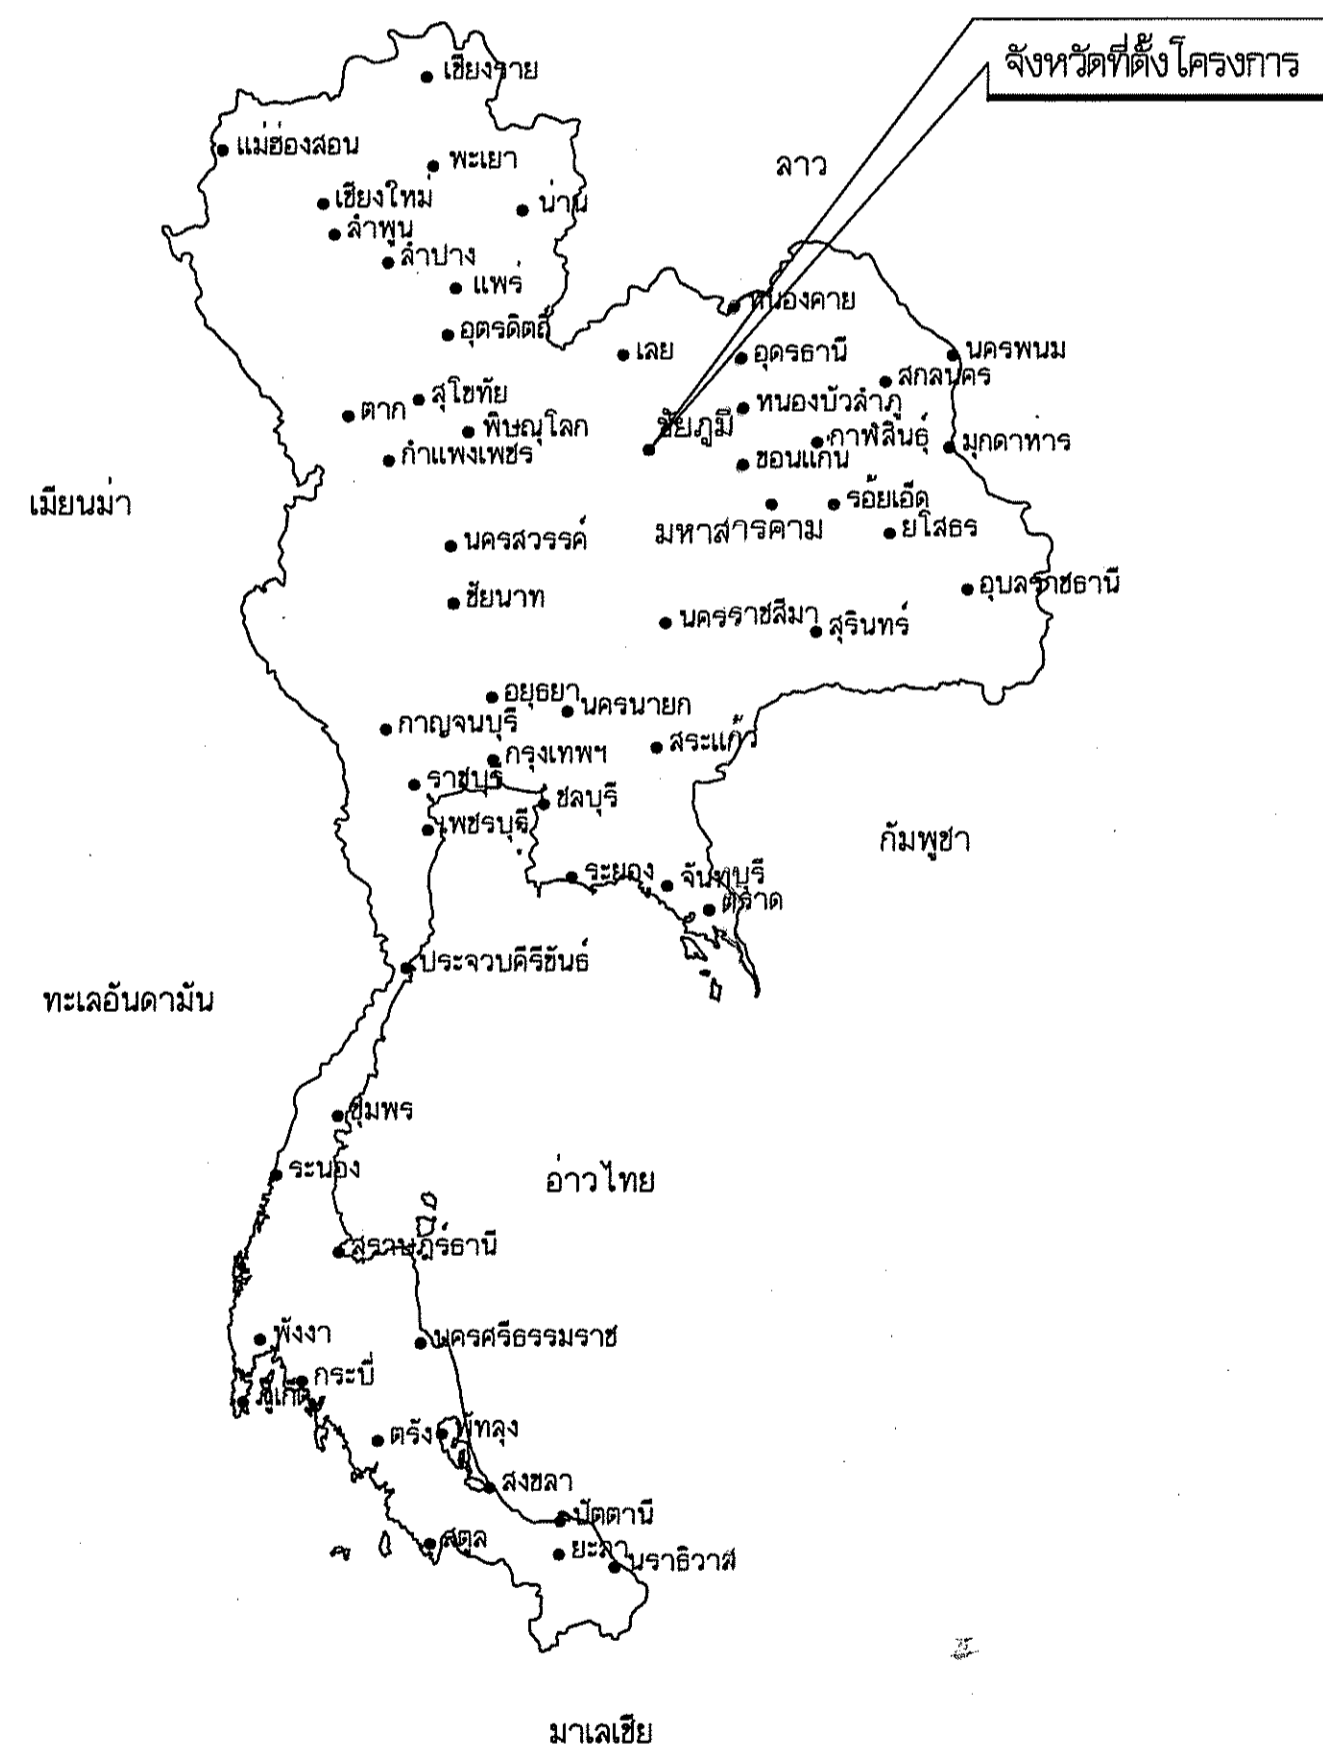 จังหวัดที่ตั้งโครงการ
เชียงราย
แม่ฮ่องสอน
พะเยา
ลาว
เชียงใหม่
น่าน
ลำพูน
ลำปาง
แพร่
หนองคาย
อุตรดิตถ์
เลย
อุดรธานี
นครพนม
สกลนคร
สุโขทัย
ตาก
หนองบัวลำภู
พิษณุโลก
ชัยภูมิ
กาฬสินธุ์
มุกดาหาร
กำแพงเพชร
ขอนแก่น
เมียนม่า
รอ้ยเอ็ด
มหาสารคาม
ยโสธร
นครสวรรค์
อุบลราชธานี
ชัยนาท
นครราชสีมา
สุรินทร์
อยุธยา
นครนายก
กาญจนบุรี
สระแก้ว
กรุงเทพฯ
ราชบุรี
ชลบุรี
เพชรบุรี
กัมพูชา
ระยอง
จันทบุรี
ตราด
ประจวบคีรีขันธ์
ทะเลอันดามัน
ชุมพร
ระนอง
อ่าวไทย
สุราษฎร์ธานี
พังงา
นครศรีธรรมราช
กระบี่
ภูเก็ต
ตรัง
พัทลุง
สงขลา
ปัตตานี
สตูล
ยะลา
นราธิวาส
มาเลเซีย